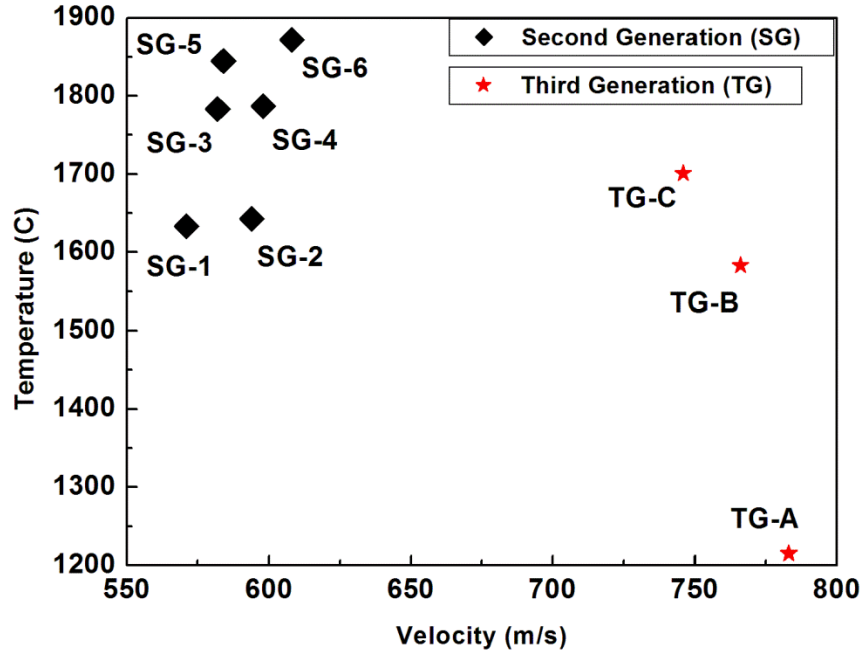 1900
1800
1700
1600
1500
1400
1300
1200
Temperature (C)
Second Generation (SG)
Third Generation (TG)
SG-5
SG-6
SG-3
SG-4
SG-1
SG-2
TG-C
TG-B
TG-A
550 600 650 700 750 800
Velocity (m/s)